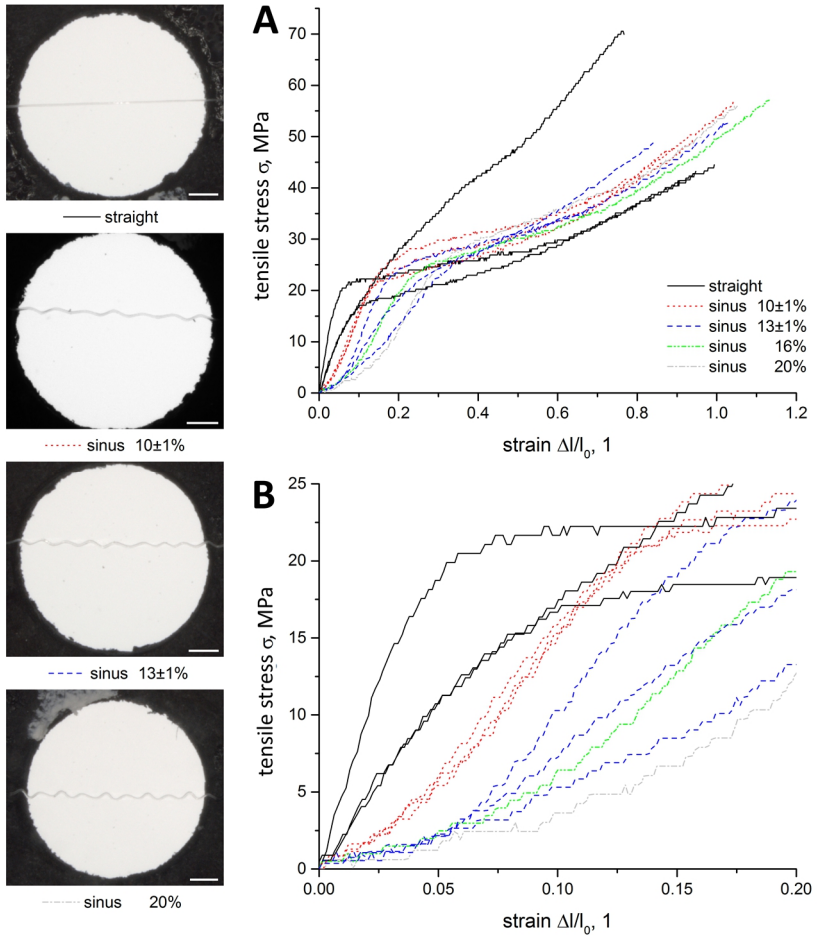 straight
sinus 10±1%
sinus 13±1%
sinus 20%
A
tensile stress σ, MPa
70
60
50
40
30
20
10
0
0.0 0.2 0.4 0.6 0.8 1.0 1.2
strain Δl/l₀, 1
straight
sinus 10±1%
sinus 13±1%
sinus 16%
sinus 20%
B
tensile stress σ, MPa
25
20
15
10
5
0
0.00 0.05 0.10 0.15 0.20
strain Δl/l₀, 1